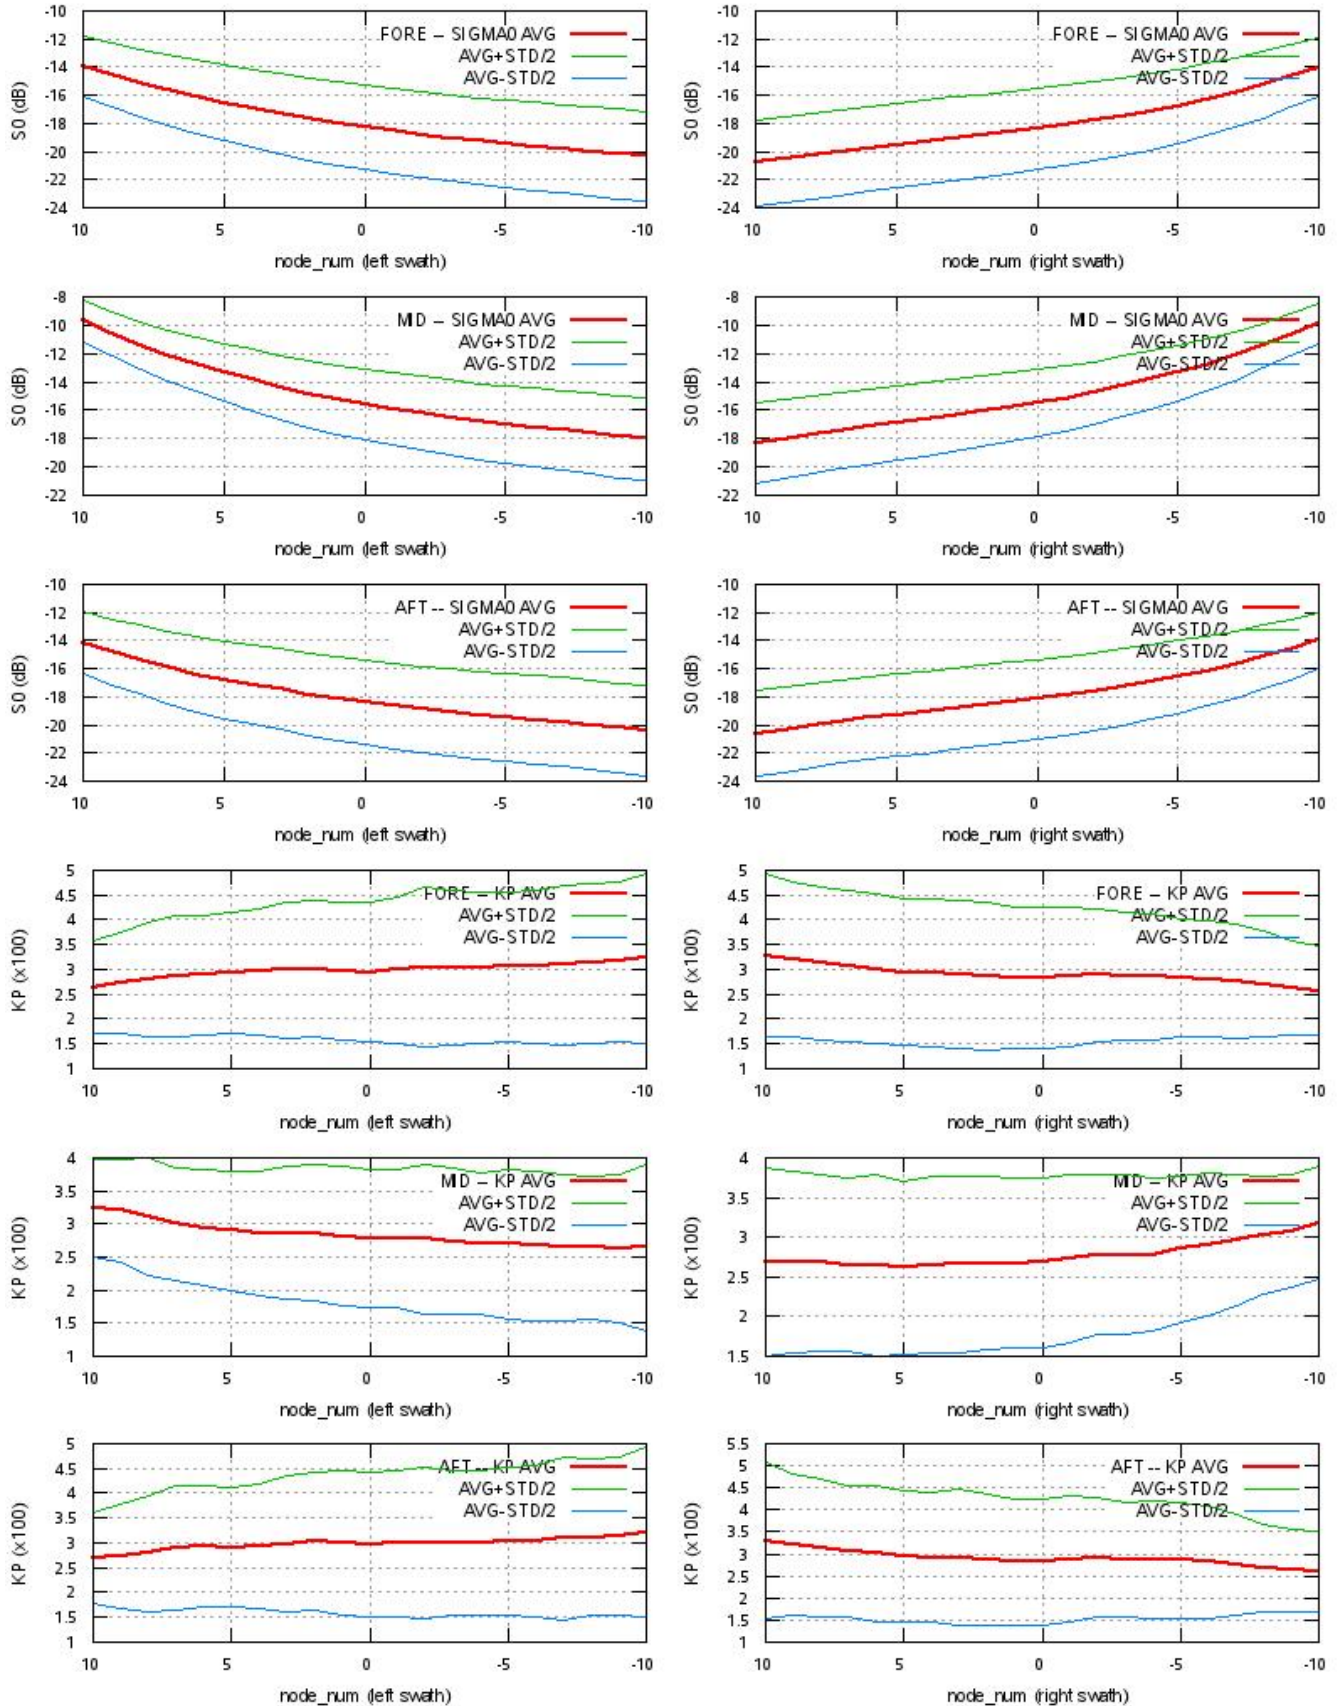 -10
-12
-14
-16
-18
-20
-22
-24
S0 (dB)
FORE -- SIGMA0 AVG
AVG+STD/2
AVG-STD/2
10 5 0 -5 -10
node_num (left swath)
-10
-12
-14
-16
-18
-20
-22
-24
S0 (dB)
FORE -- SIGMA0 AVG
AVG+STD/2
AVG-STD/2
10 5 0 -5 -10
node_num (right swath)
-8
-10
-12
-14
-16
-18
-20
-22
S0 (dB)
MID -- SIGMA0 AVG
AVG+STD/2
AVG-STD/2
10 5 0 -5 -10
node_num (left swath)
-8
-10
-12
-14
-16
-18
-20
-22
S0 (dB)
MID -- SIGMA0 AVG
AVG+STD/2
AVG-STD/2
10 5 0 -5 -10
node_num (right swath)
-10
-12
-14
-16
-18
-20
-22
-24
S0 (dB)
AFT -- SIGMA0 AVG
AVG+STD/2
AVG-STD/2
10 5 0 -5 -10
node_num (left swath)
-10
-12
-14
-16
-18
-20
-22
-24
S0 (dB)
AFT -- SIGMA0 AVG
AVG+STD/2
AVG-STD/2
10 5 0 -5 -10
node_num (right swath)
5
4.5
4
3.5
3
2.5
2
1.5
1
KP (x100)
FORE -- KP AVG
AVG+STD/2
AVG-STD/2
10 5 0 -5 -10
node_num (left swath)
5
4.5
4
3.5
3
2.5
2
1.5
1
KP (x100)
FORE -- KP AVG
AVG+STD/2
AVG-STD/2
10 5 0 -5 -10
node_num (right swath)
4
3.5
3
2.5
2
1.5
1
KP (x100)
MID -- KP AVG
AVG+STD/2
AVG-STD/2
10 5 0 -5 -10
node_num (left swath)
4
3.5
3
2.5
2
1.5
KP (x100)
MID -- KP AVG
AVG+STD/2
AVG-STD/2
10 5 0 -5 -10
node_num (right swath)
5
4.5
4
3.5
3
2.5
2
1.5
1
KP (x100)
AFT -- KP AVG
AVG+STD/2
AVG-STD/2
10 5 0 -5 -10
node_num (left swath)
5.5
5
4.5
4
3.5
3
2.5
2
1.5
1
KP (x100)
AFT -- KP AVG
AVG+STD/2
AVG-STD/2
10 5 0 -5 -10
node_num (right swath)